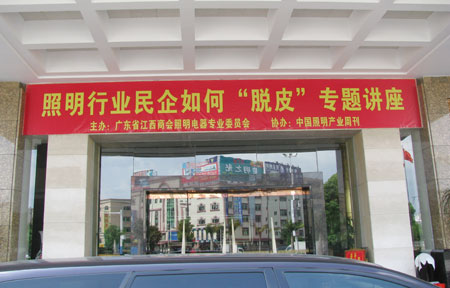 照明行业民企如何“脱皮”专题讲座
主办：广东省江西商会照明电器专业委员会 协办：中国照明产业周刊